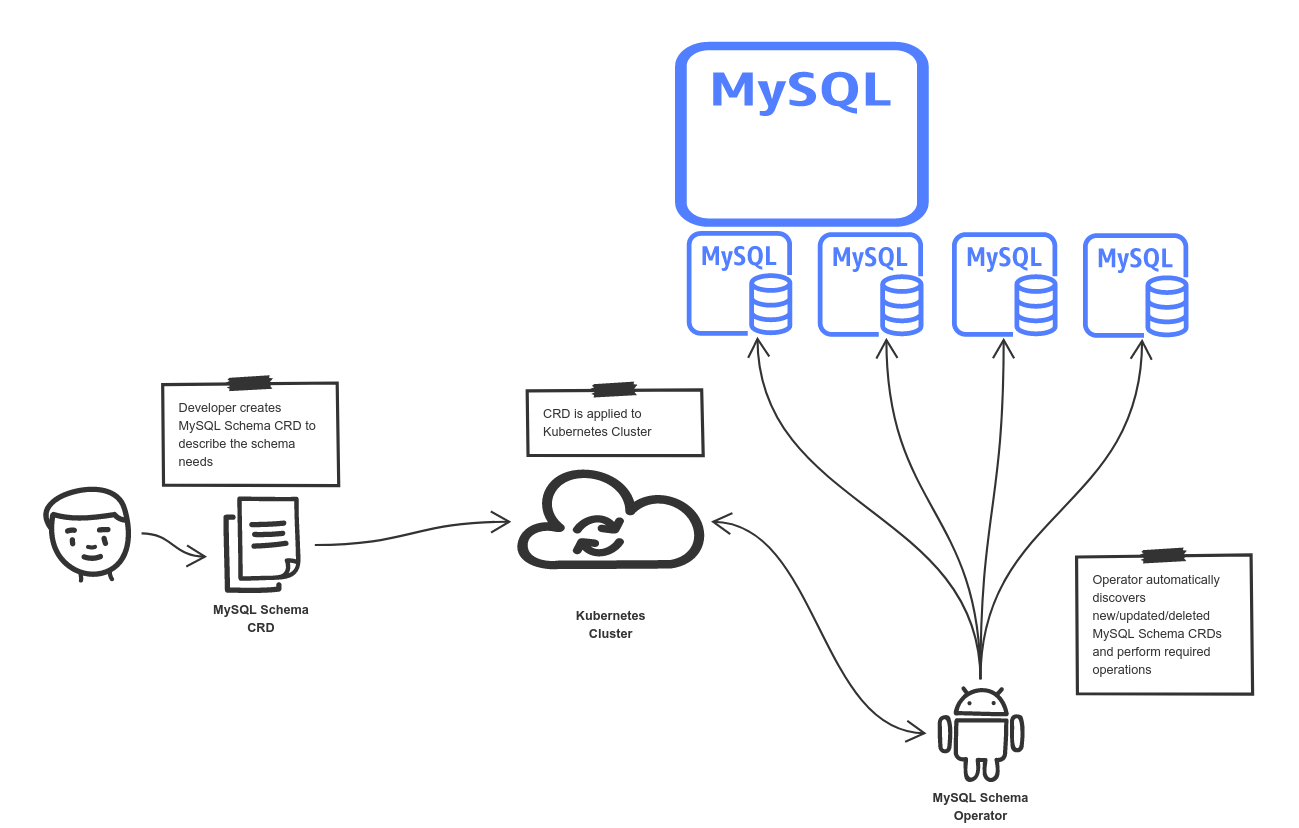 MySQL
MySQL
MySQL
MySQL
MySQL
Developer creates
MySQL Schema CRD to
describe the schema
needs
CRD is applied to
Kubernetes Cluster
MySQL Schema
CRD
Kubernetes
Cluster
Operator automatically
discovers
new/updated/deleted
MySQL Schema CRDs
and perform required
operations
MySQL Schema
Operator